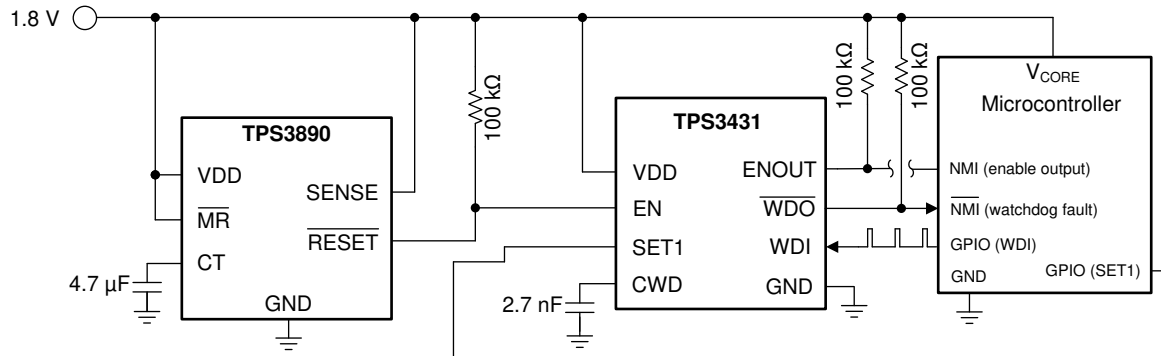 1.8 V
100 kΩ
100 kΩ
100 kΩ
TPS3890
VDD
MR
CT
SENSE
RESET
GND
4.7 µF
TPS3431
VDD
EN
SET1
CWD
ENOUT
WDO
WDI
GND
2.7 nF
VCORE
Microcontroller
NMI (enable output)
NMI (watchdog fault)
GPIO (WDI)
GND
GPIO (SET1)